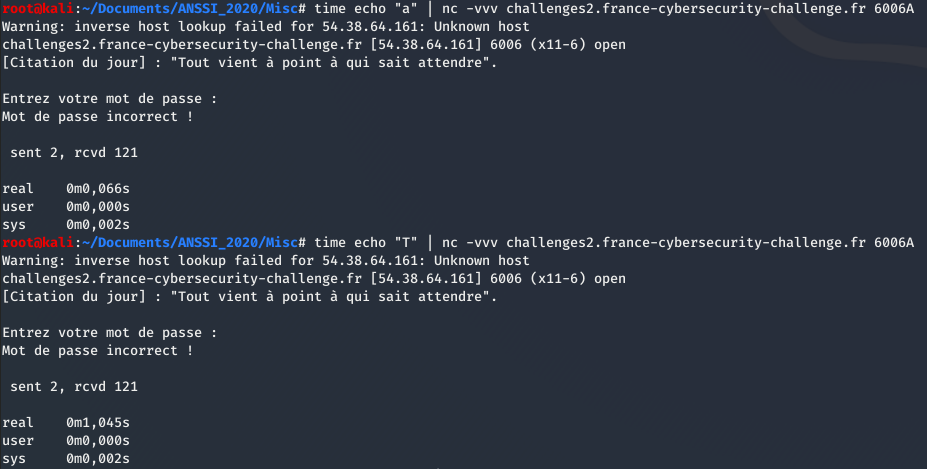 root@kali:~/Documents/ANSSI_2020/Misc# time echo "a" | nc -vvv challenges2.france-cybersecurity-challenge.fr 6006A
Warning: inverse host lookup failed for 54.38.64.161: Unknown host
challenges2.france-cybersecurity-challenge.fr [54.38.64.161] 6006 (x11-6) open
[Citation du jour] : "Tout vient à point à qui sait attendre".
Entrez votre mot de passe :
Mot de passe incorrect !
sent 2, rcvd 121
real 0m0,066s
user 0m0,000s
sys 0m0,002s
root@kali:~/Documents/ANSSI_2020/Misc# time echo "T" | nc -vvv challenges2.france-cybersecurity-challenge.fr 6006A
Warning: inverse host lookup failed for 54.38.64.161: Unknown host
challenges2.france-cybersecurity-challenge.fr [54.38.64.161] 6006 (x11-6) open
[Citation du jour] : "Tout vient à point à qui sait attendre".
Entrez votre mot de passe :
Mot de passe incorrect !
sent 2, rcvd 121
real 0m1,045s
user 0m0,000s
sys 0m0,002s